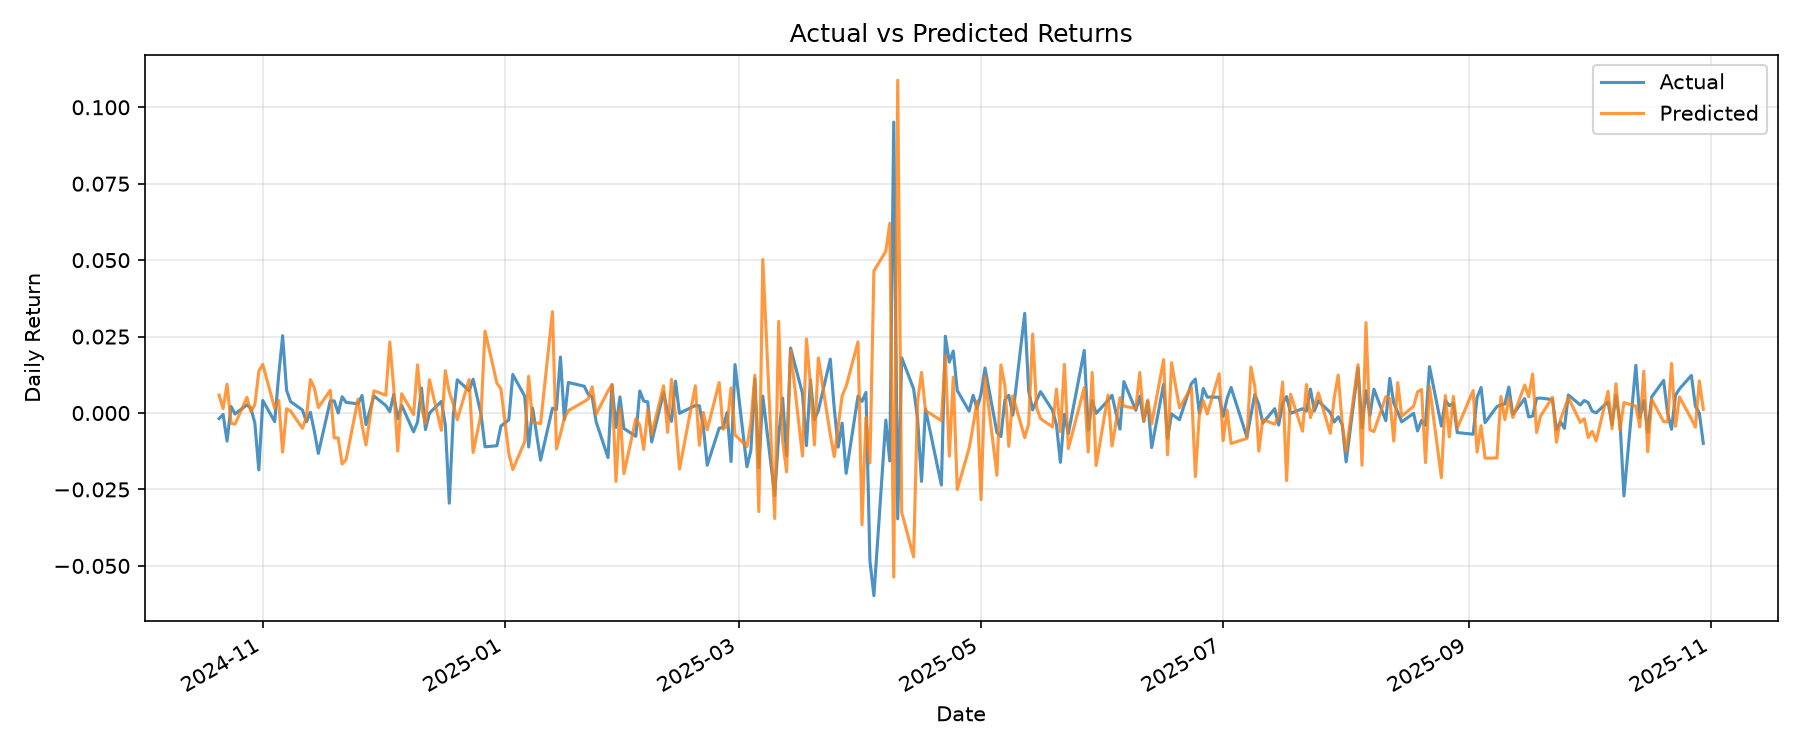 Actual vs Predicted Returns
Actual
Predicted
Daily Return
0.100
0.075
0.050
0.025
0.000
−0.025
−0.050
2024-11
2025-01
2025-03
2025-05
2025-07
2025-09
2025-11
Date